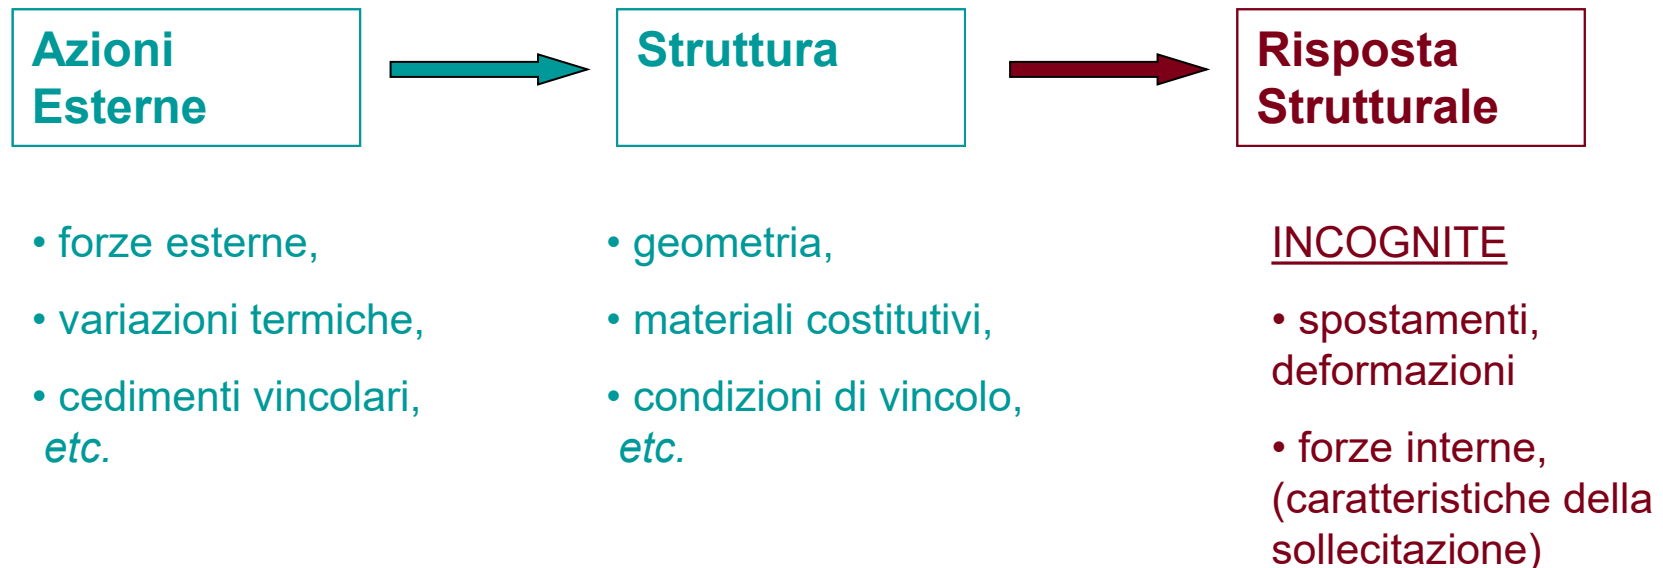 Azioni
Esterne
Struttura
Risposta
Strutturale
• forze esterne,
• variazioni termiche,
• cedimenti vincolari,
etc.
• geometria,
• materiali costitutivi,
• condizioni di vincolo,
etc.
INCOGNITE
• spostamenti,
deformazioni
• forze interne,
(caratteristiche della
sollecitazione)